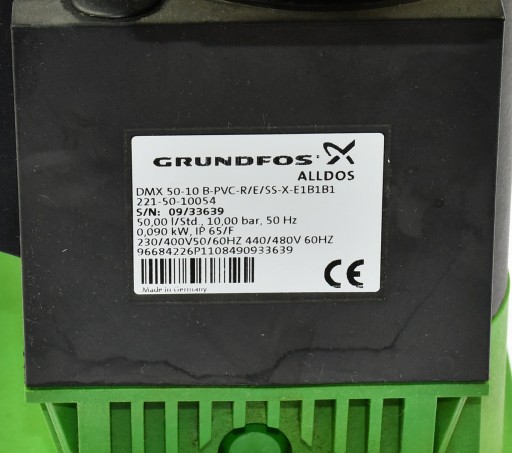 GRUNDFOS
ALLDOS
DMX 50-10 B-PVC-R/E/SS-X-E1B1B1
221-50-10054
S/N: 09/33639
50,00 l/Std., 10,00 bar, 50 Hz
0,090 kW, IP 65/F
230/400V50/60HZ 440/480V 60HZ
96684226P1108490933639
CE
Made in Germany